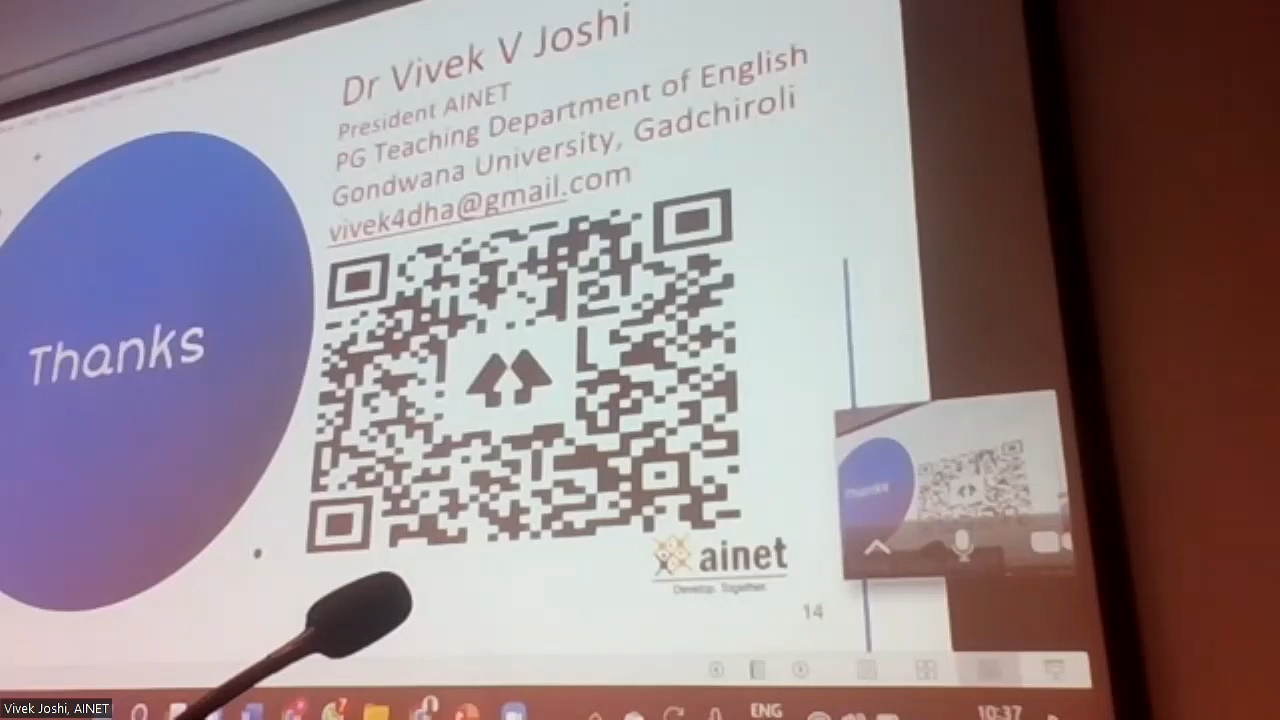 Dr Vivek V Joshi
President AINET
PG Teaching Department of English
Gondwana University, Gadchiroli
vivek4dha@gmail.com
Thanks
Thanks
ainet
Develop. Together.
14
Vivek Joshi, AINET
ENG
10:37